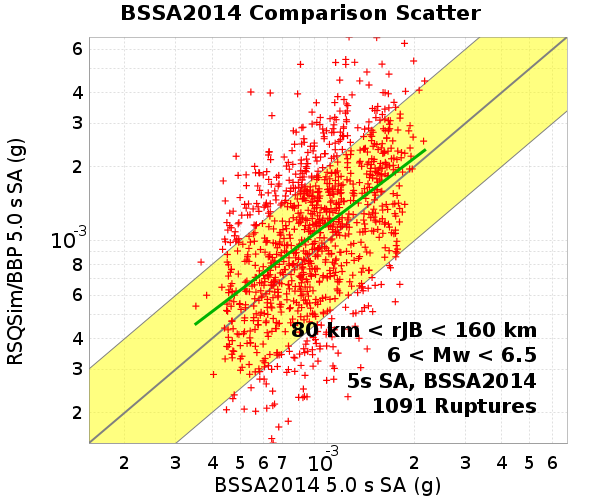 BSSA2014 Comparison Scatter
RSQSim/BBP 5.0 s SA (g)
6
4
3
2
10⁻³
8
6
4
3
2
80 km < rJB < 160 km
6 < Mw < 6.5
5s SA, BSSA2014
1091 Ruptures
2 3 4 5 6 7 10⁻³ 2 3 4 5 6
BSSA2014 5.0 s SA (g)